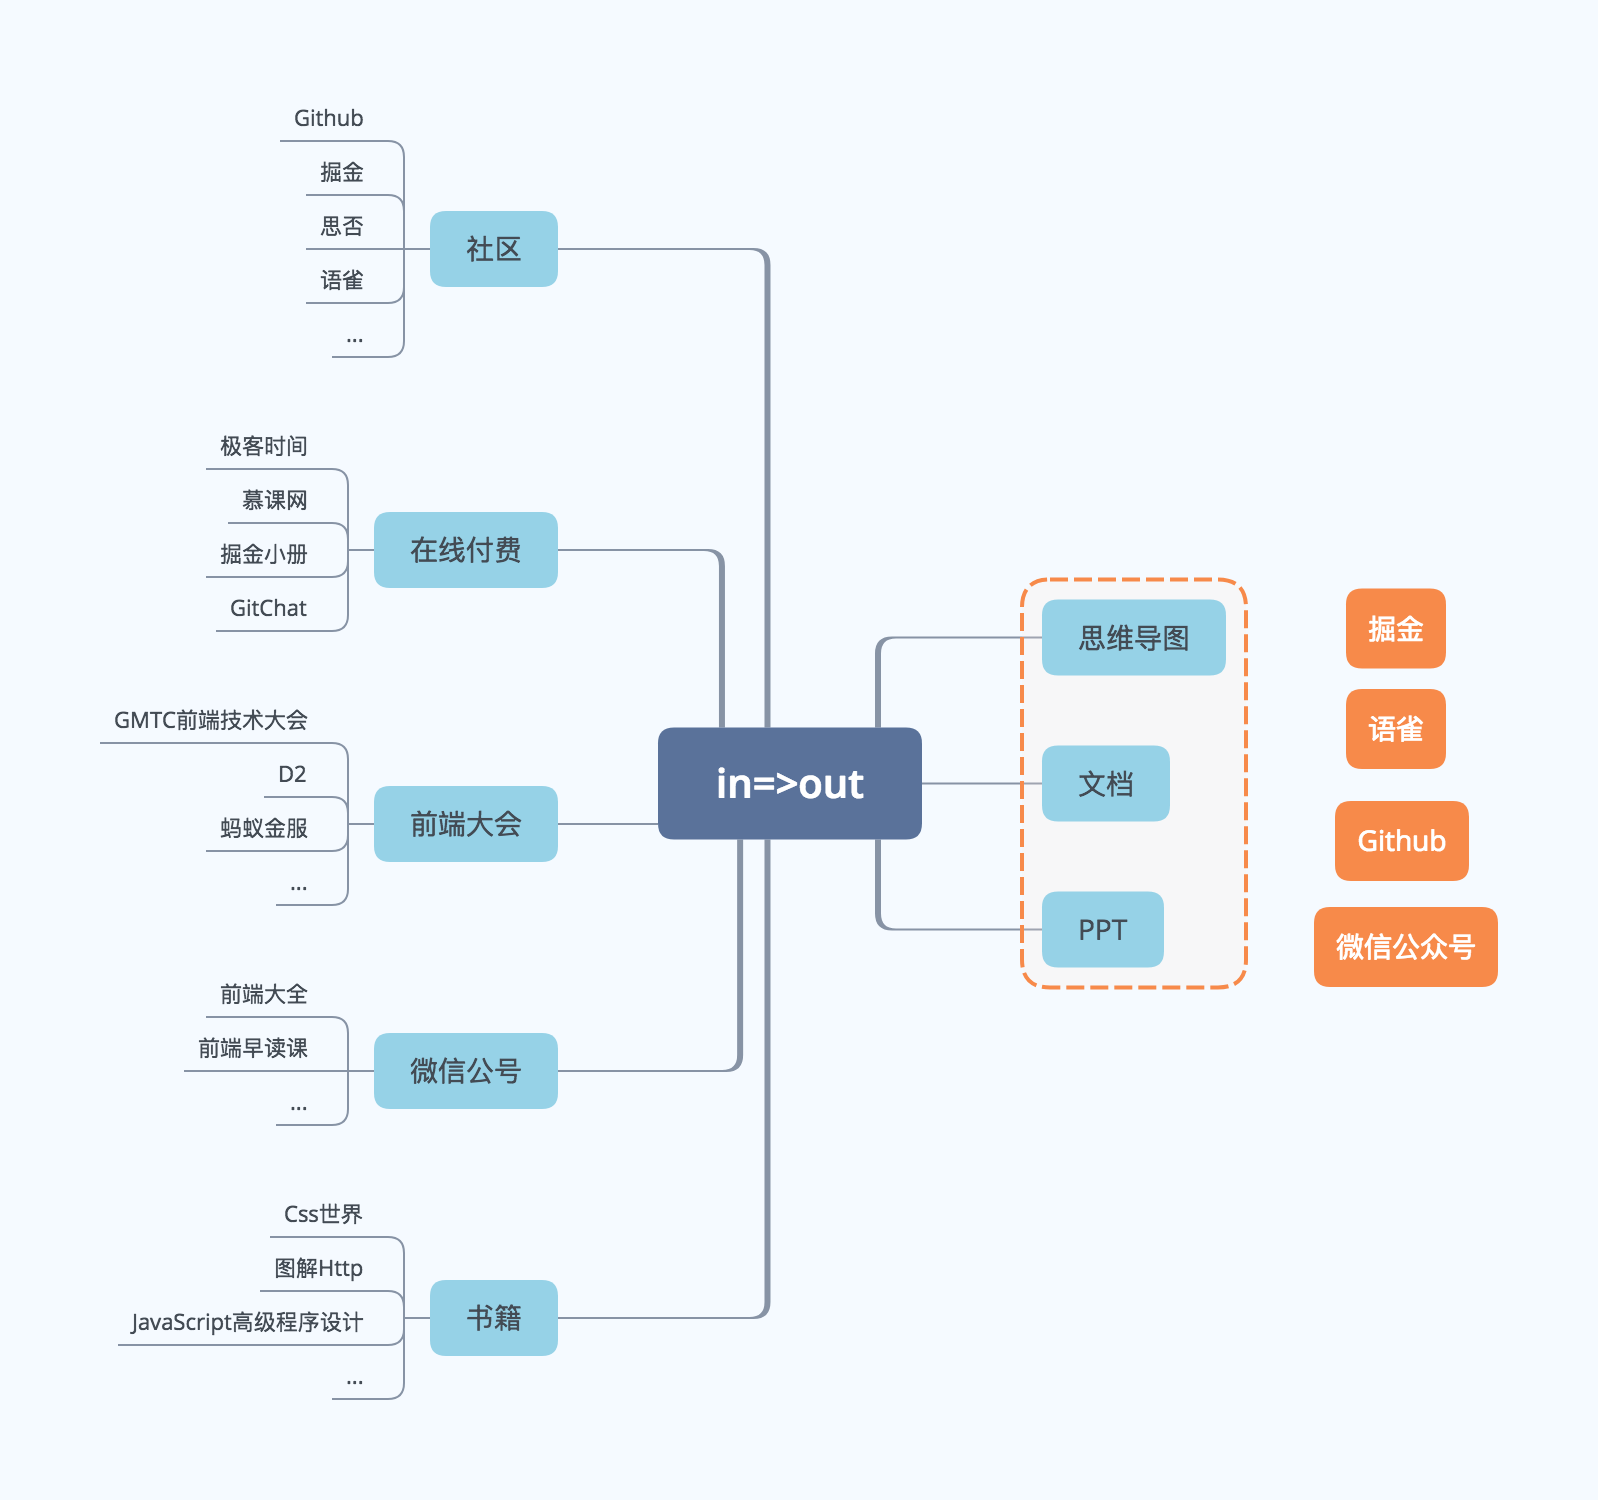 Github
掘金
思否
语雀
...
社区
极客时间
慕课网
掘金小册
GitChat
在线付费
GMTC前端技术大会
D2
蚂蚁金服
...
前端大会
前端大全
前端早读课
...
微信公号
Css世界
图解Http
JavaScript高级程序设计
...
书籍
in=>out
思维导图
文档
PPT
掘金
语雀
Github
微信公众号